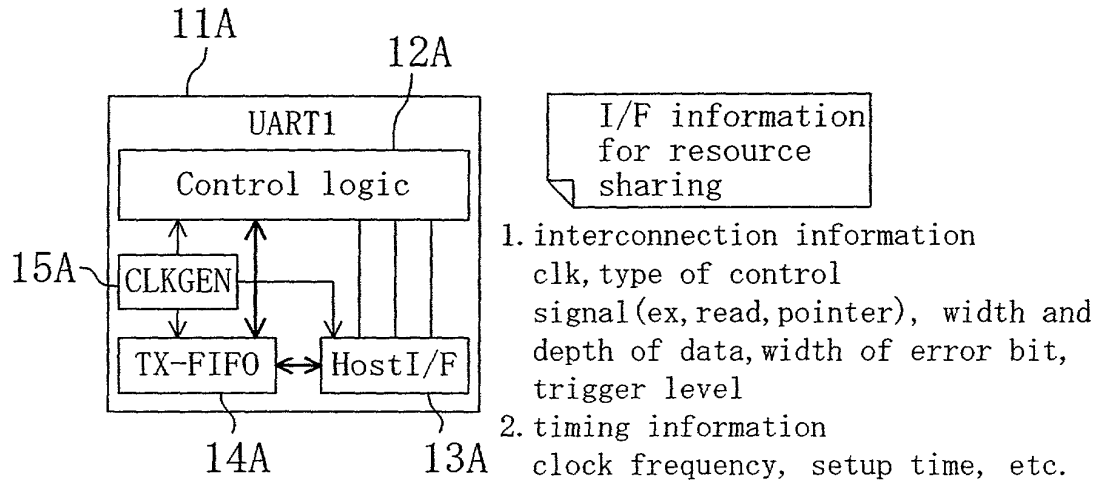 11A
12A
UART1
Control logic
15A
CLKGEN
TX-FIFO
HostI/F
14A
13A
I/F information
for resource
sharing
1. interconnection information
clk, type of control
signal(ex, read, pointer), width and
depth of data, width of error bit,
trigger level
2. timing information
clock frequency, setup time, etc.